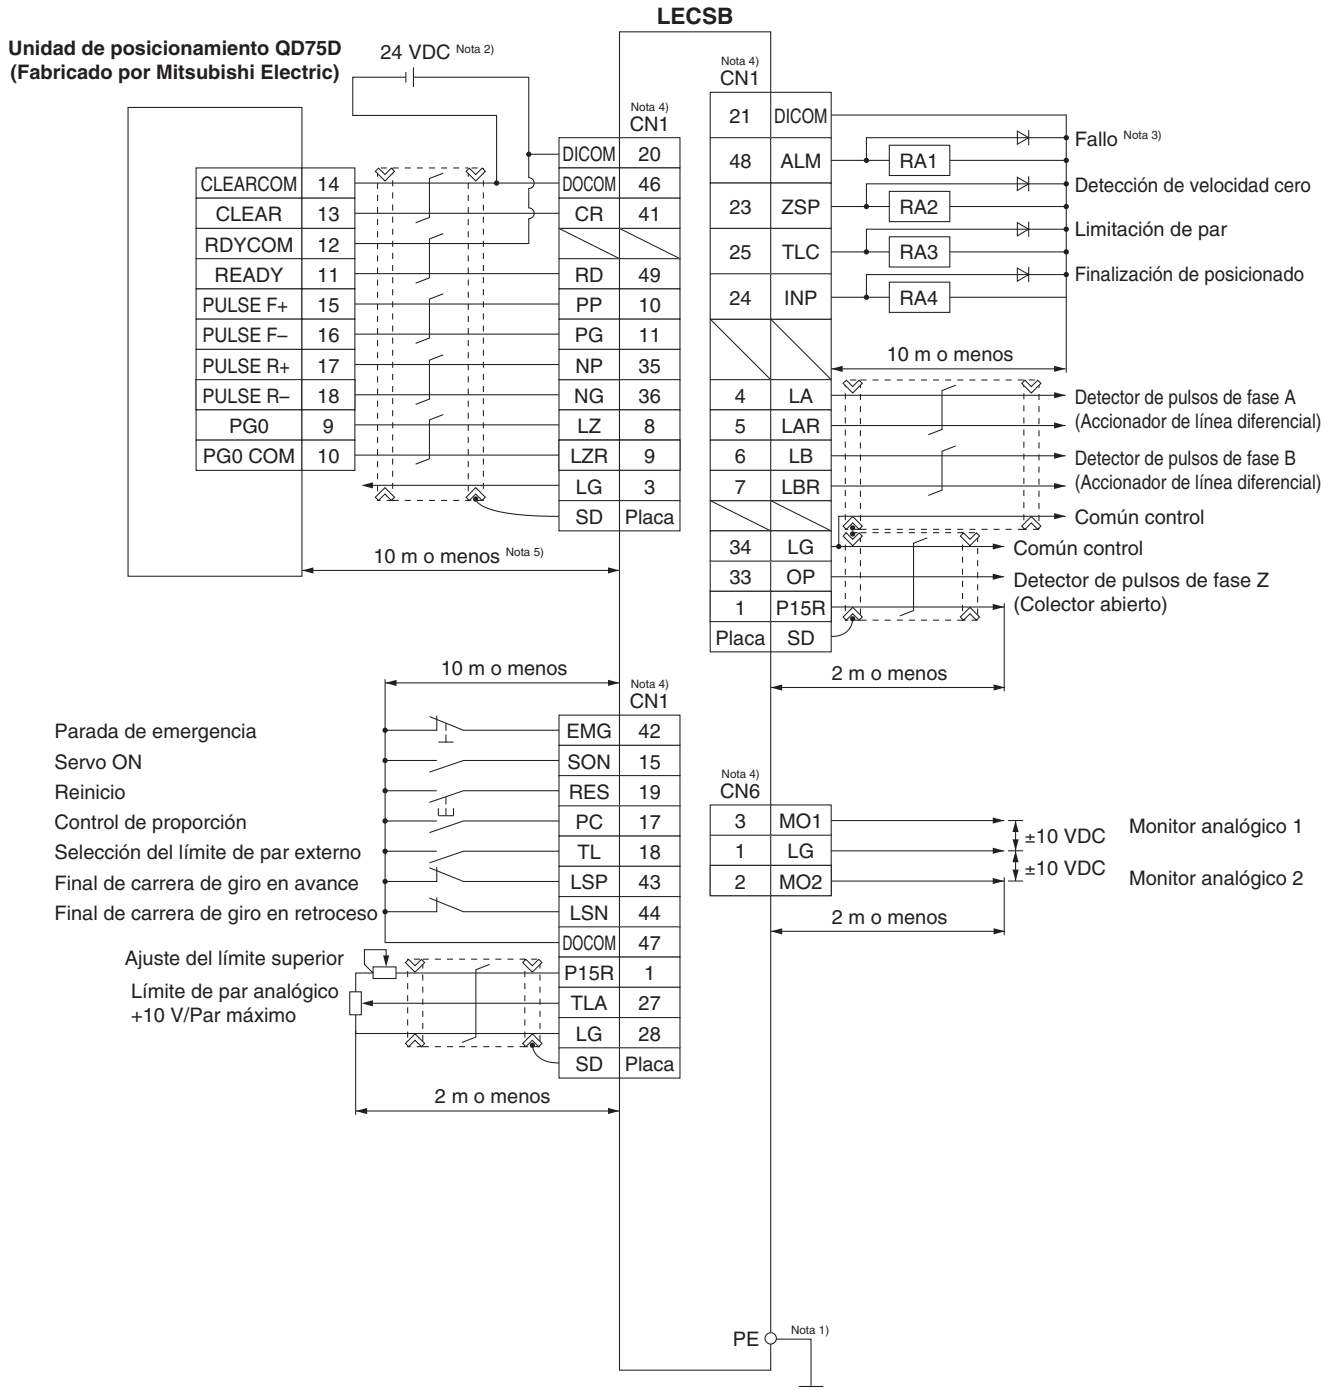 LECSB
Unidad de posicionamiento QD75D
(Fabricado por Mitsubishi Electric)
24 VDC Nota 2)
Nota 4)
CN1
DICOM 20
CLEARCOM 14 DOCOM 46
CLEAR 13 CR 41
RDYCOM 12
READY 11 RD 49
PULSE F+ 15 PP 10
PULSE F– 16 PG 11
PULSE R+ 17 NP 35
PULSE R– 18 NG 36
PG0 9 LZ 8
PG0 COM 10 LZR 9
LG 3
SD Placa
10 m o menos Nota 5)
Nota 4)
CN1
21 DICOM
48 ALM RA1 Fallo Nota 3)
23 ZSP RA2 Detección de velocidad cero
25 TLC RA3 Limitación de par
24 INP RA4 Finalización de posicionado
10 m o menos
4 LA Detector de pulsos de fase A
5 LAR (Accionador de línea diferencial)
6 LB Detector de pulsos de fase B
7 LBR (Accionador de línea diferencial)
Común control
34 LG Común control
33 OP Detector de pulsos de fase Z
1 P15R (Colector abierto)
Placa SD
2 m o menos
10 m o menos
Nota 4)
CN1
Parada de emergencia EMG 42
Servo ON SON 15
Reinicio RES 19
Control de proporción PC 17
Selección del límite de par externo TL 18
Final de carrera de giro en avance LSP 43
Final de carrera de giro en retroceso LSN 44
DOCOM 47
Ajuste del límite superior P15R 1
Límite de par analógico TLA 27
+10 V/Par máximo
LG 28
SD Placa
2 m o menos
Nota 4)
CN6
3 MO1 ±10 VDC Monitor analógico 1
1 LG
2 MO2 ±10 VDC Monitor analógico 2
2 m o menos
PE Nota 1)